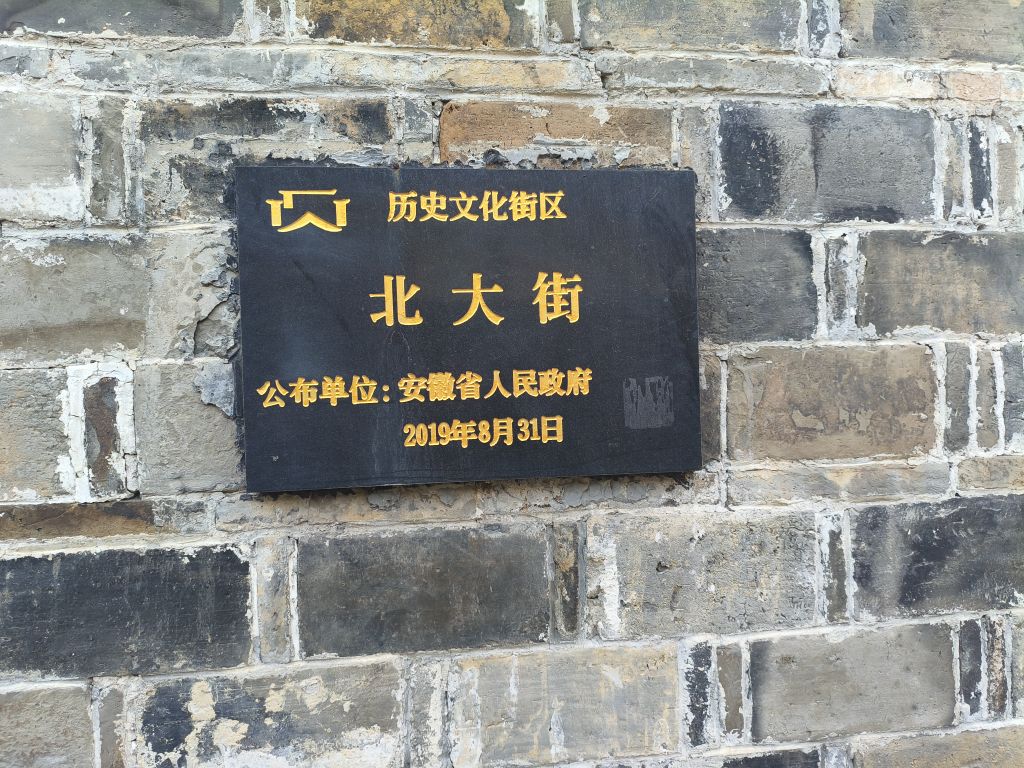 历史文化街区
北大街
公布单位：安徽省人民政府
2019年8月31日